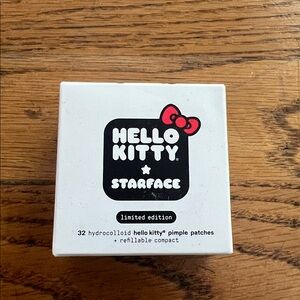 HELLO
KITTY®
★
STARFACE
limited edition
32 hydrocolloid hello kitty® pimple patches
+ refillable compact